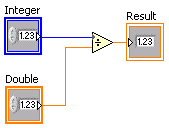 Integer
1.23
Result
÷
1.23
Double
1.23